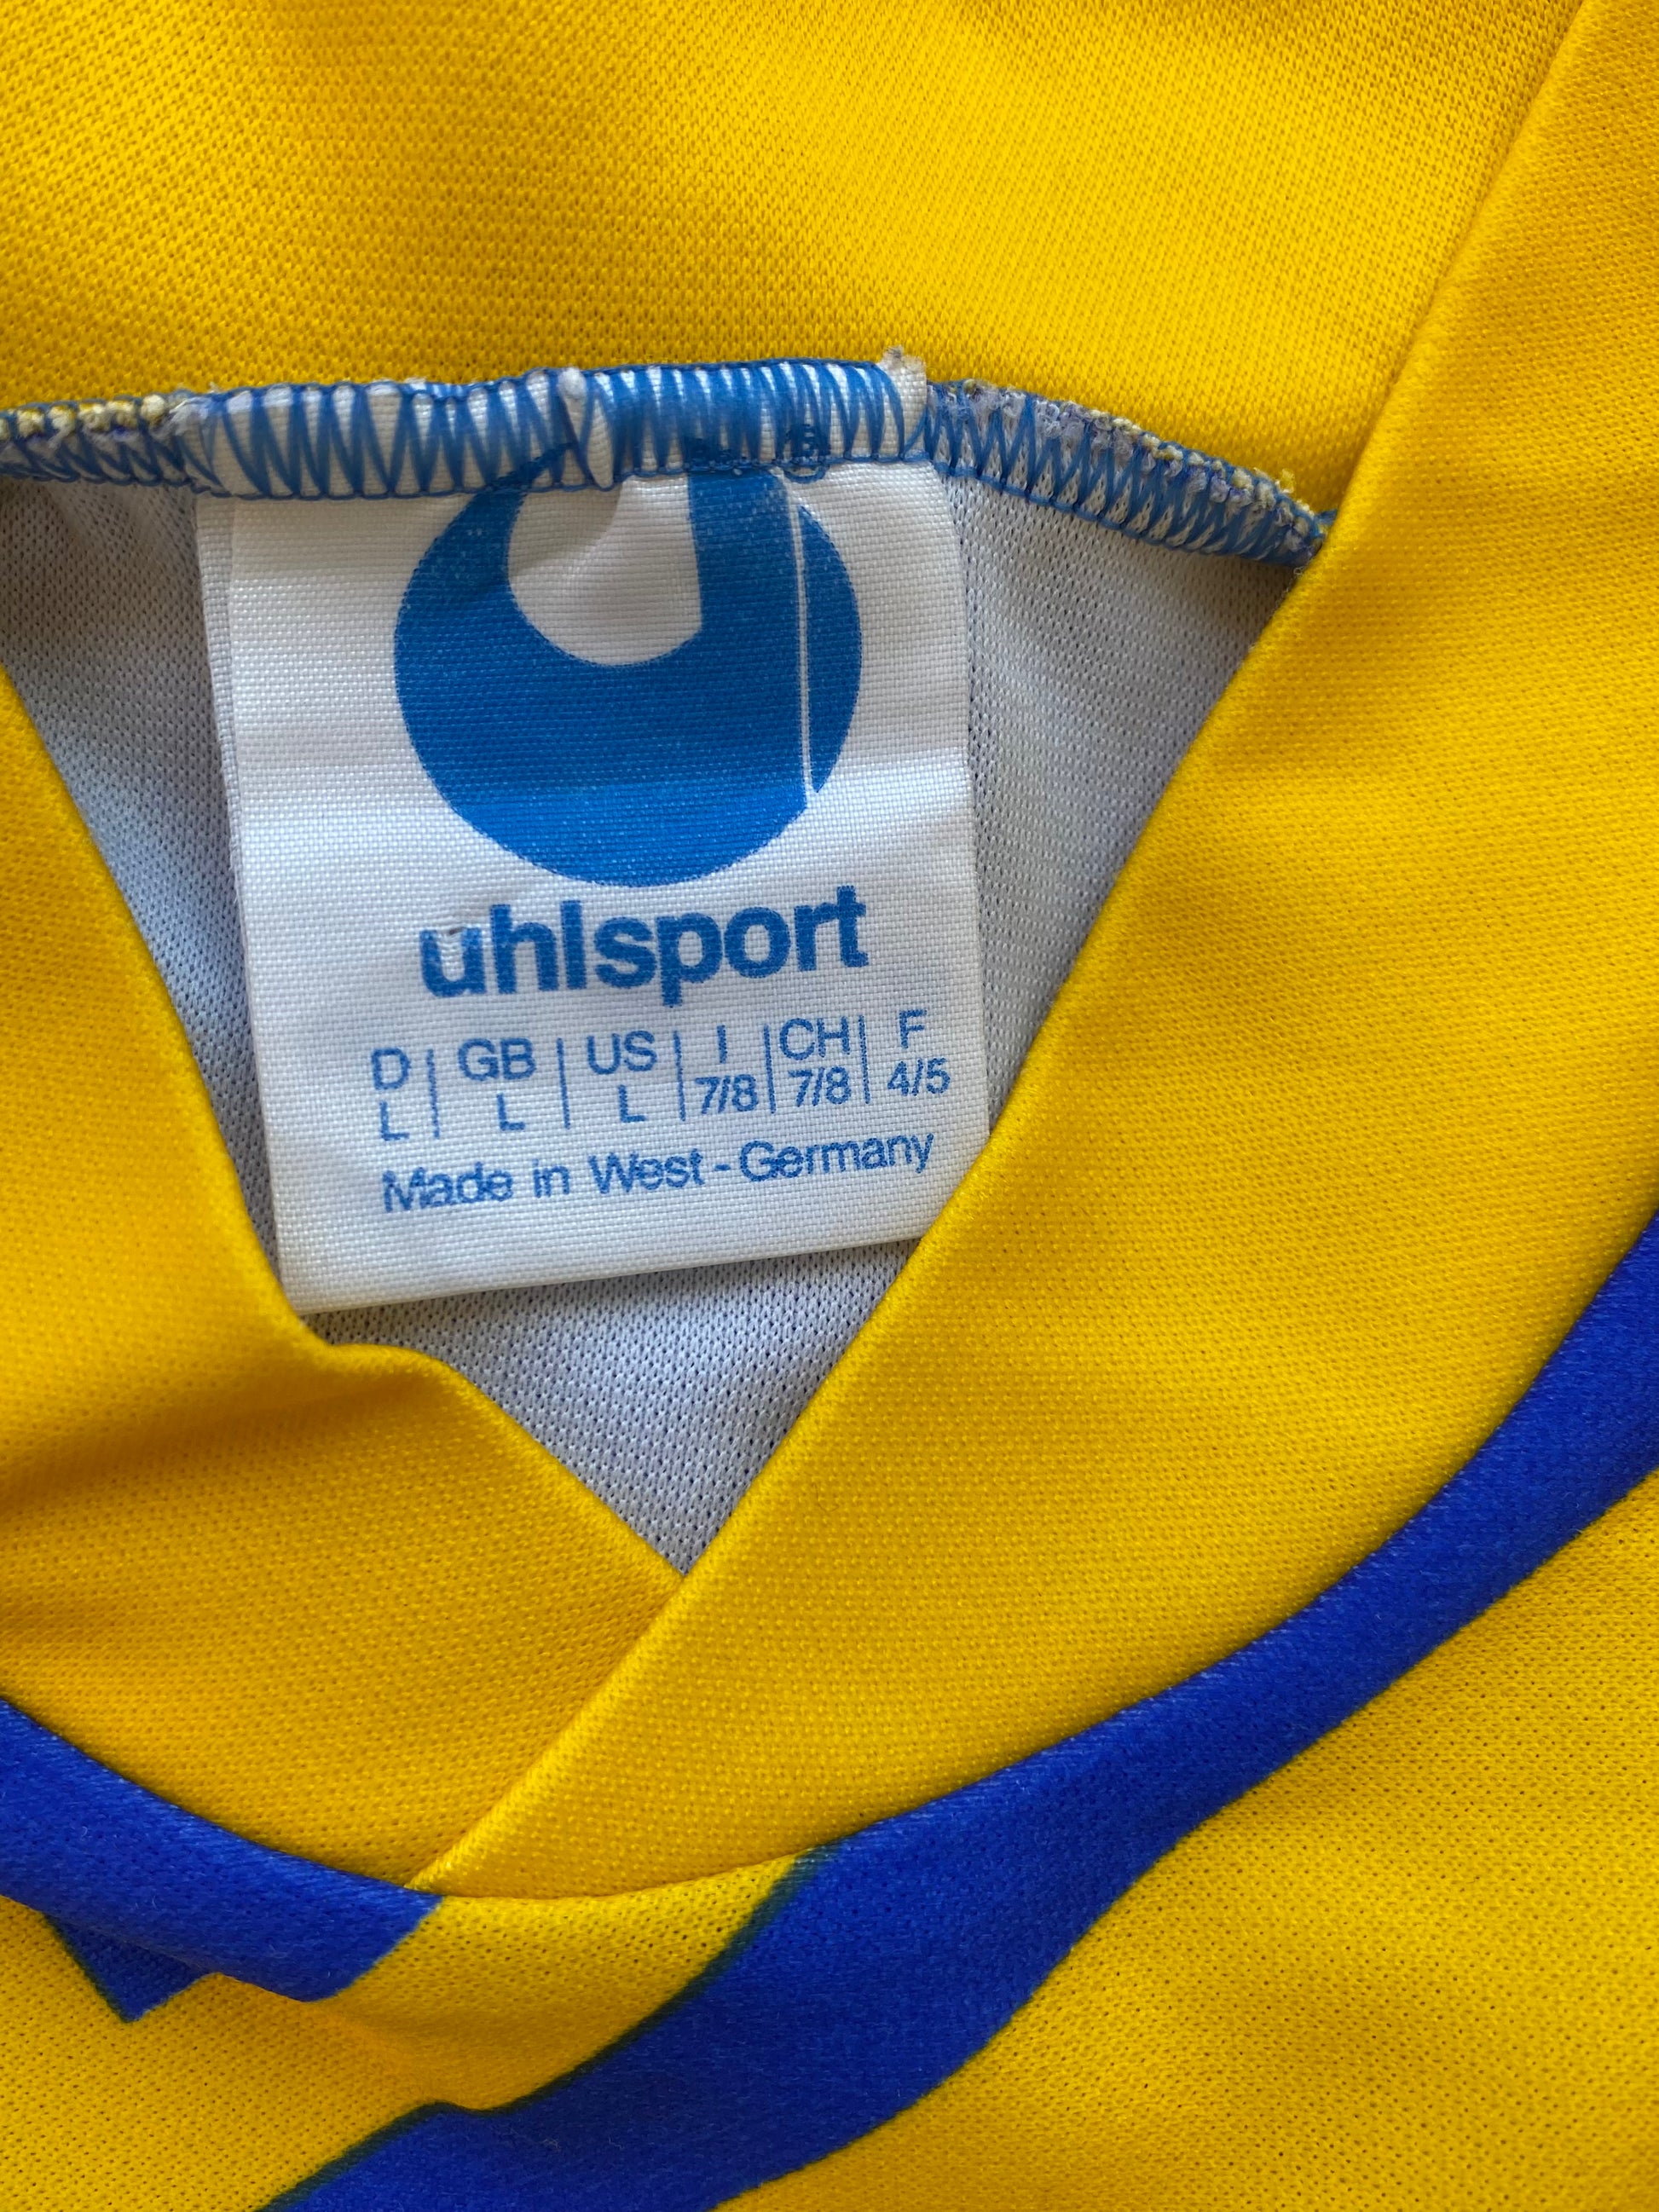 uhlsport
D | GB | US | I | CH | F
L | L | L | 7/8 | 7/8 | 4/5
Made in West-Germany